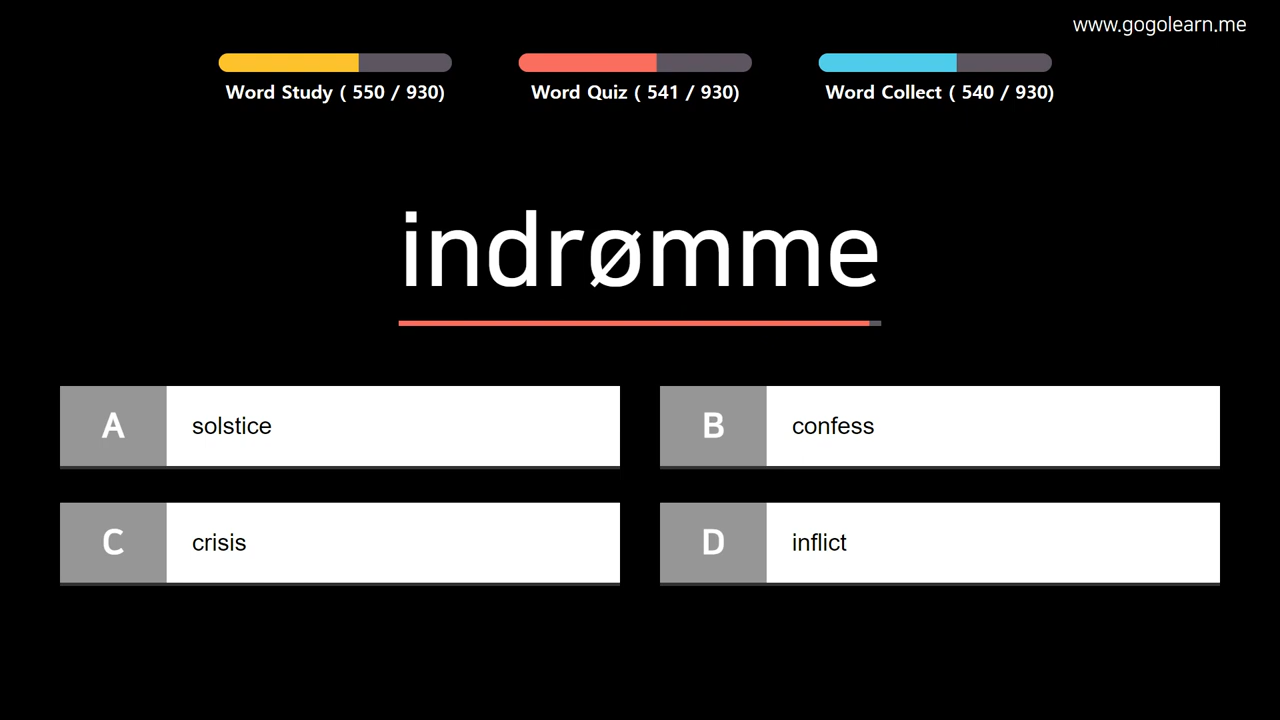 www.gogolearn.me
Word Study ( 550 / 930)
Word Quiz ( 541 / 930)
Word Collect ( 540 / 930)
indrømme
A solstice
B confess
C crisis
D inflict